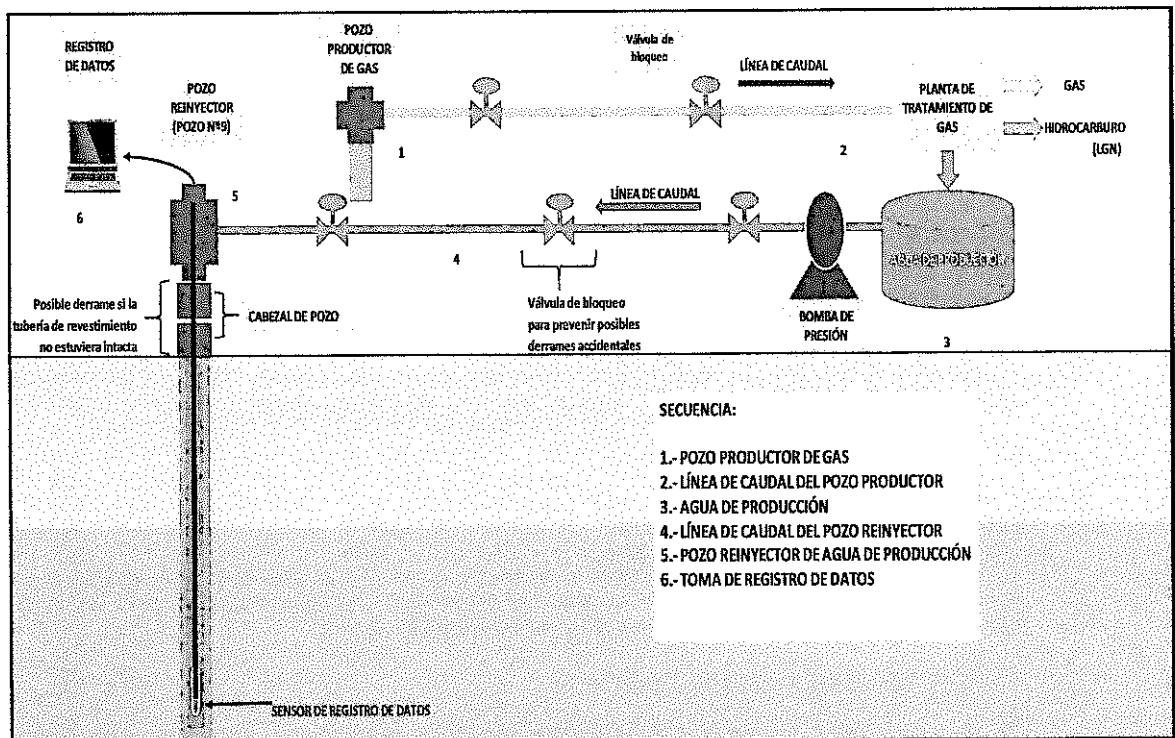 REGISTRO
DE DATOS
POZO
REINYECTOR
(POZO Nº9)
POZO
PRODUCTOR
DE GAS
Válvula de
bloqueo
LÍNEA DE CAUDAL
PLANTA DE
TRATAMIENTO DE
GAS
GAS
HIDROCARBURO
(LGN)
1
2
5
6
LÍNEA DE CAUDAL
4
AGUA DE PRODUCCIÓN
Posible derrame si la
tubería de revestimiento
no estuviera intacta
CABEZAL DE POZO
Válvula de bloqueo
para prevenir posibles
derrames accidentales
BOMBA DE
PRESIÓN
3
SECUENCIA:
1.- POZO PRODUCTOR DE GAS
2.- LÍNEA DE CAUDAL DEL POZO PRODUCTOR
3.- AGUA DE PRODUCCIÓN
4.- LÍNEA DE CAUDAL DEL POZO REINYECTOR
5.- POZO REINYECTOR DE AGUA DE PRODUCCIÓN
6.- TOMA DE REGISTRO DE DATOS
SENSOR DE REGISTRO DE DATOS